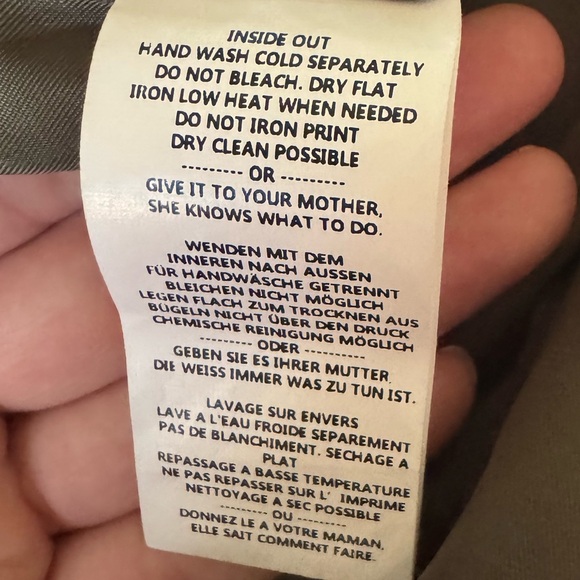 INSIDE OUT
HAND WASH COLD SEPARATELY
DO NOT BLEACH. DRY FLAT
IRON LOW HEAT WHEN NEEDED
DO NOT IRON PRINT
DRY CLEAN POSSIBLE
--------- OR ---------
GIVE IT TO YOUR MOTHER,
SHE KNOWS WHAT TO DO.
WENDEN MIT DEM
INNEREN NACH AUSSEN
FÜR HANDWÄSCHE GETRENNT
BLEICHEN NICHT MÖGLICH
LEGEN FLACH ZUM TROCKNEN AUS
BÜGELN NICHT ÜBER DEN DRUCK
CHEMISCHE REINIGUNG MÖGLICH
--------- ODER ----------
GEBEN SIE ES IHRER MUTTER,
DIE WEISS IMMER WAS ZU TUN IST.
LAVAGE SUR ENVERS
LAVE A L'EAU FROIDE SEPAREMENT
PAS DE BLANCHIMENT. SECHAGE A
PLAT
REPASSAGE A BASSE TEMPERATURE
NE PAS REPASSER SUR L' IMPRIME
NETTOYAGE A SEC POSSIBLE
--------- OU ---------
DONNEZ LE A VOTRE MAMAN,
ELLE SAIT COMMENT FAIRE.